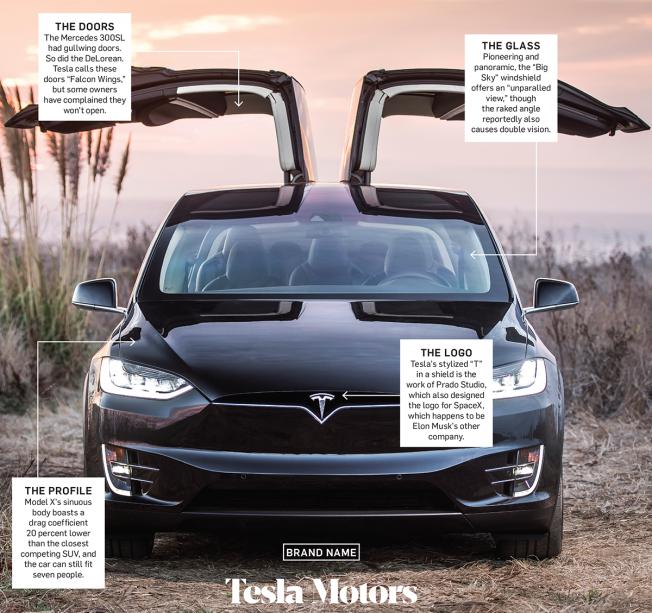 THE DOORS
The Mercedes 300SL
had gullwing doors.
So did the DeLorean.
Tesla calls these
doors "Falcon Wings,"
but some owners
have complained they
won't open.
THE GLASS
Pioneering and
panoramic, the "Big
Sky" windshield
offers an "unparalled
view," though
the raked angle
reportedly also
causes double vision.
THE LOGO
Tesla's stylized "T"
in a shield is the
work of Prado Studio,
which also designed
the logo for SpaceX,
which happens to be
Elon Musk's other
company.
THE PROFILE
Model X's sinuous
body boasts a
drag coefficient
20 percent lower
than the closest
competing SUV, and
the car can still fit
seven people.
BRAND NAME
Tesla Motors